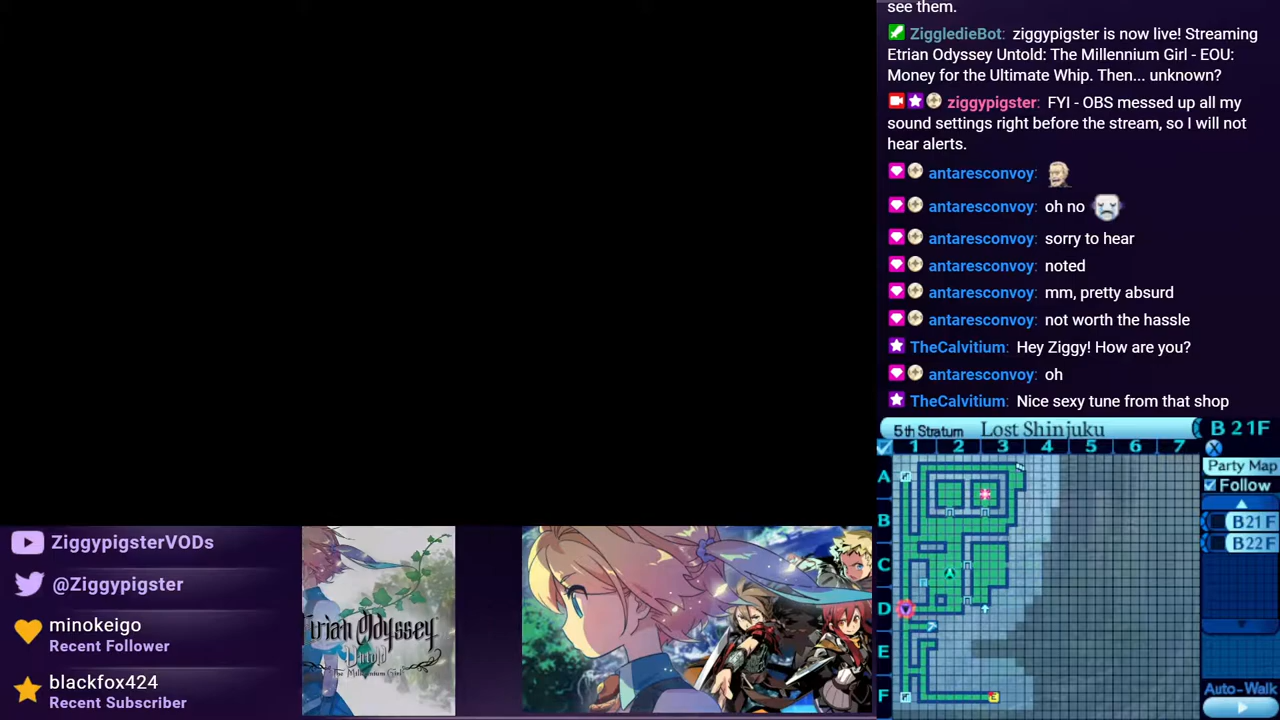 see them.
ZiggledieBot: ziggypigster is now live! Streaming
Etrian Odyssey Untold: The Millennium Girl - EOU:
Money for the Ultimate Whip. Then... unknown?
ziggypigster: FYI - OBS messed up all my
sound settings right before the stream, so I will not
hear alerts.
antaresconvoy:
antaresconvoy: oh no
antaresconvoy: sorry to hear
antaresconvoy: noted
antaresconvoy: mm, pretty absurd
antaresconvoy: not worth the hassle
TheCalvitium: Hey Ziggy! How are you?
antaresconvoy: oh
TheCalvitium: Nice sexy tune from that shop
5th Stratum Lost Shinjuku B 21F
1 2 3 4 5 6 7 X
A
B
C
D
E
F
Party Map
Follow
B21F
B22F
Auto-Walk
ZiggypigsterVODs
@Ziggypigster
minokeigo
Recent Follower
blackfox424
Recent Subscriber
trian Odyssey
Untold
The Millennium Girl